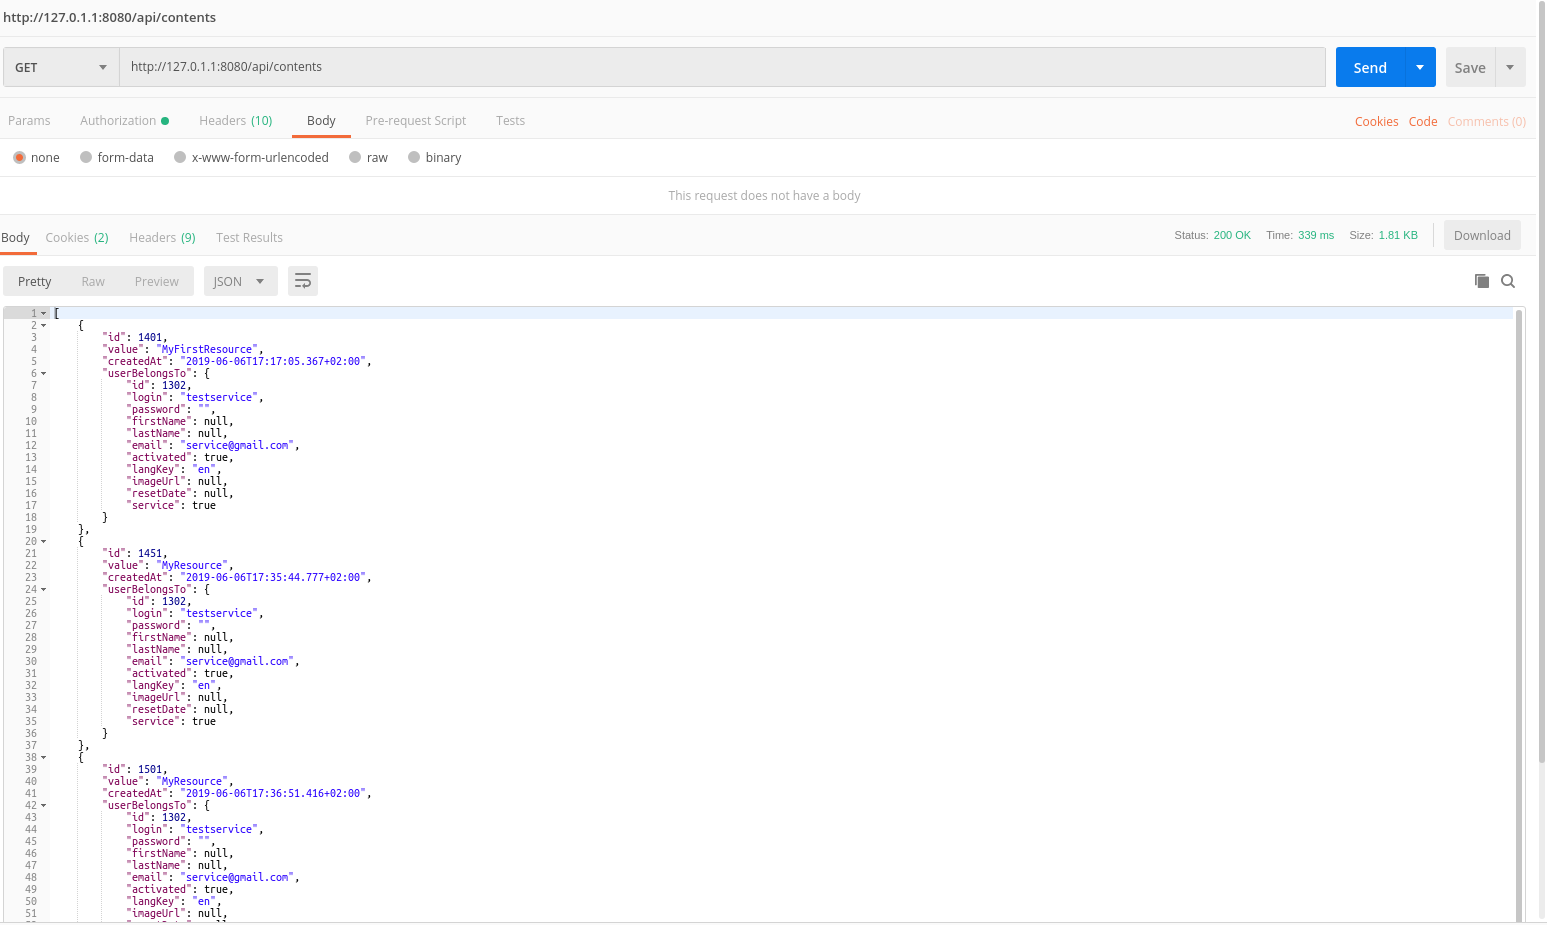 http://127.0.1.1:8080/api/contents
GET http://127.0.1.1:8080/api/contents Send Save
Params Authorization Headers (10) Body Pre-request Script Tests Cookies Code Comments (0)
none form-data x-www-form-urlencoded raw binary
This request does not have a body
Body Cookies (2) Headers (9) Test Results Status: 200 OK Time: 339 ms Size: 1.81 KB Download
Pretty Raw Preview JSON
1 [
2 {
3 "id": 1401,
4 "value": "MyFirstResource",
5 "createdAt": "2019-06-06T17:17:05.367+02:00",
6 "userBelongsTo": {
7 "id": 1302,
8 "login": "testservice",
9 "password": "",
10 "firstName": null,
11 "lastName": null,
12 "email": "service@gmail.com",
13 "activated": true,
14 "langKey": "en",
15 "imageUrl": null,
16 "resetDate": null,
17 "service": true
18 }
19 },
20 {
21 "id": 1451,
22 "value": "MyResource",
23 "createdAt": "2019-06-06T17:35:44.777+02:00",
24 "userBelongsTo": {
25 "id": 1302,
26 "login": "testservice",
27 "password": "",
28 "firstName": null,
29 "lastName": null,
30 "email": "service@gmail.com",
31 "activated": true,
32 "langKey": "en",
33 "imageUrl": null,
34 "resetDate": null,
35 "service": true
36 }
37 },
38 {
39 "id": 1501,
40 "value": "MyResource",
41 "createdAt": "2019-06-06T17:36:51.416+02:00",
42 "userBelongsTo": {
43 "id": 1302,
44 "login": "testservice",
45 "password": "",
46 "firstName": null,
47 "lastName": null,
48 "email": "service@gmail.com",
49 "activated": true,
50 "langKey": "en",
51 "imageUrl": null,